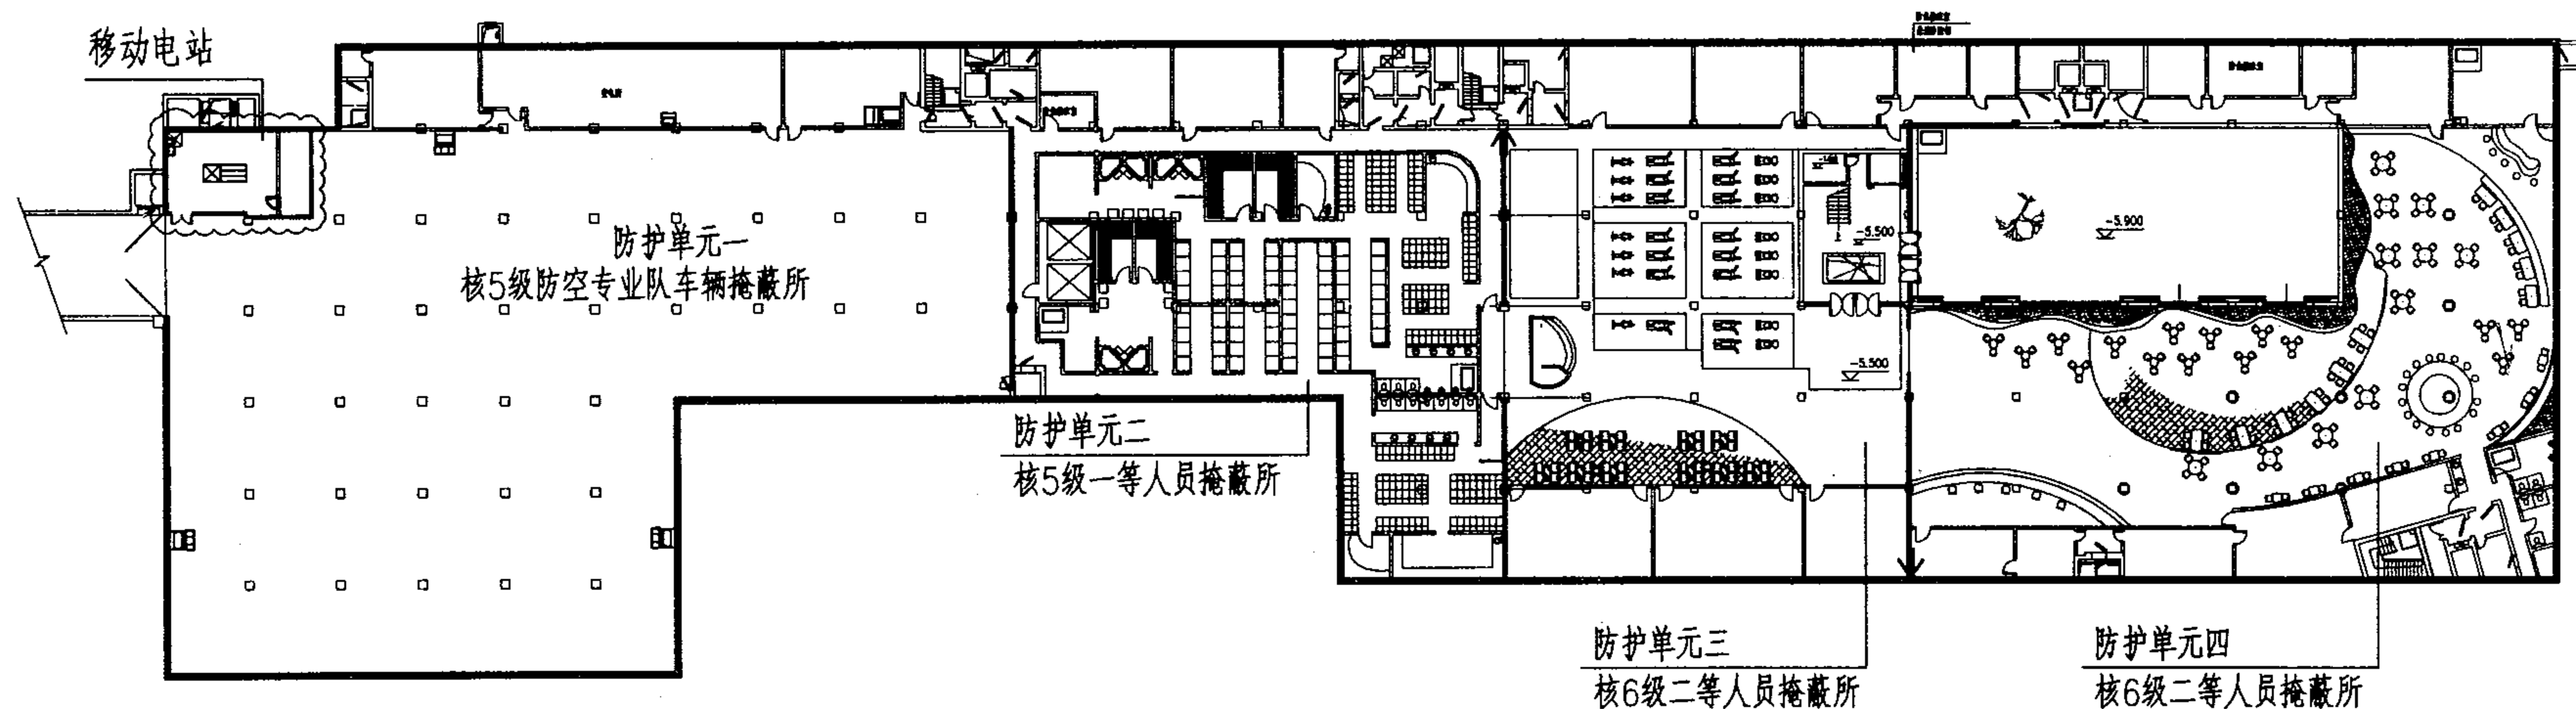 移动电站
防护单元一
核5级防空专业队车辆掩蔽所
防护单元二
核5级一等人员掩蔽所
-5.500
-5.900
-5.500
防护单元三
核6级二等人员掩蔽所
防护单元四
核6级二等人员掩蔽所